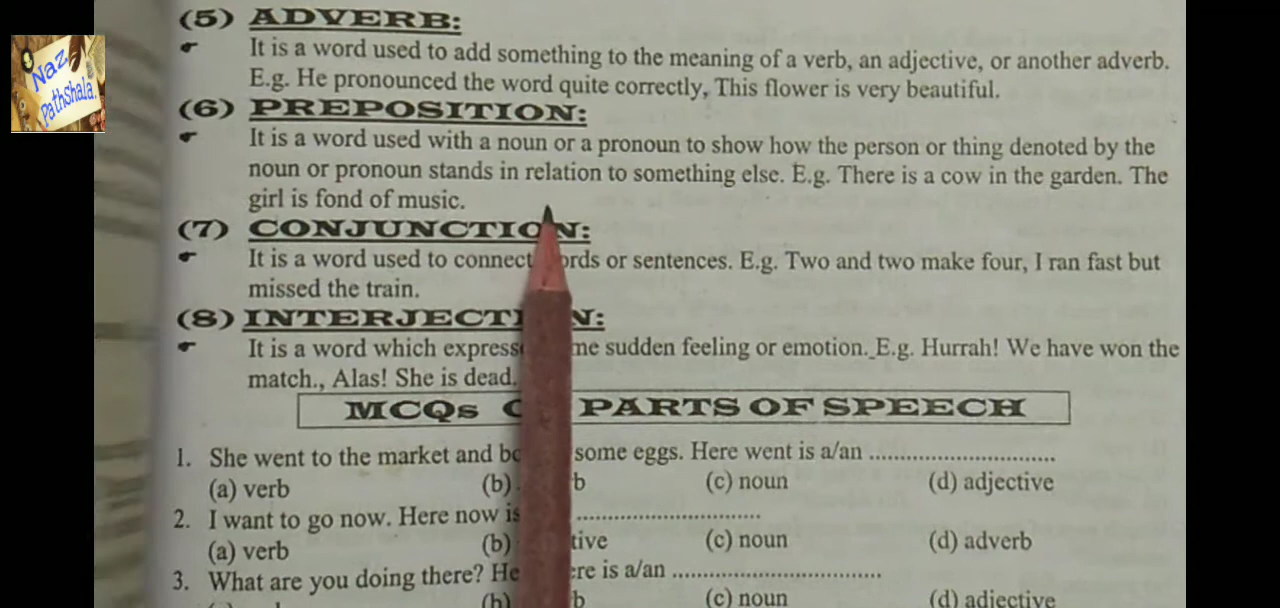 Naz
Pathshala.
(5) ADVERB:
It is a word used to add something to the meaning of a verb, an adjective, or another adverb.
E.g. He pronounced the word quite correctly, This flower is very beautiful.
(6) PREPOSITION:
It is a word used with a noun or a pronoun to show how the person or thing denoted by the
noun or pronoun stands in relation to something else. E.g. There is a cow in the garden. The
girl is fond of music.
(7) CONJUNCTION:
It is a word used to connect or sentences. E.g. Two and two make four, I ran fast but
missed the train.
(8) INTERJECTION:
It is a word which sudden feeling or emotion. E.g. Hurrah! We have won the
match., Alas! She is dead.
MCQs PARTS OF SPEECH
1. She went to the market and some eggs. Here went is a/an ..............................
(a) verb (b) (c) noun (d) adjective
2. I want to go now. Here now is ..............................
(a) verb (b) (c) noun (d) adverb
3. What are you doing there? is a/an ..................................
(b) (c) noun (d) adjective